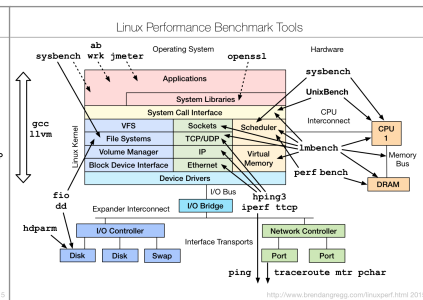 Linux Performance Benchmark Tools
ab
wrk jmeter
sysbench
Operating System
openssl
Hardware
sysbench
Applications
UnixBench
System Libraries
System Call Interface
CPU
Interconnect
gcc
llvm
Linux Kernel
VFS
Sockets
Scheduler
File Systems
TCP/UDP
CPU
1
Volume Manager
IP
Virtual
Memory
lmbench
Block Device Interface
Ethernet
Memory
Bus
Device Drivers
perf bench
DRAM
fio
dd
I/O Bus
hping3
iperf ttcp
I/O Bridge
Expander Interconnect
hdparm
I/O Controller
Network Controller
Interface Transports
Disk
Disk
Swap
Port
Port
ping
traceroute mtr pchar
http://www.brendangregg.com/linuxperf.html 201